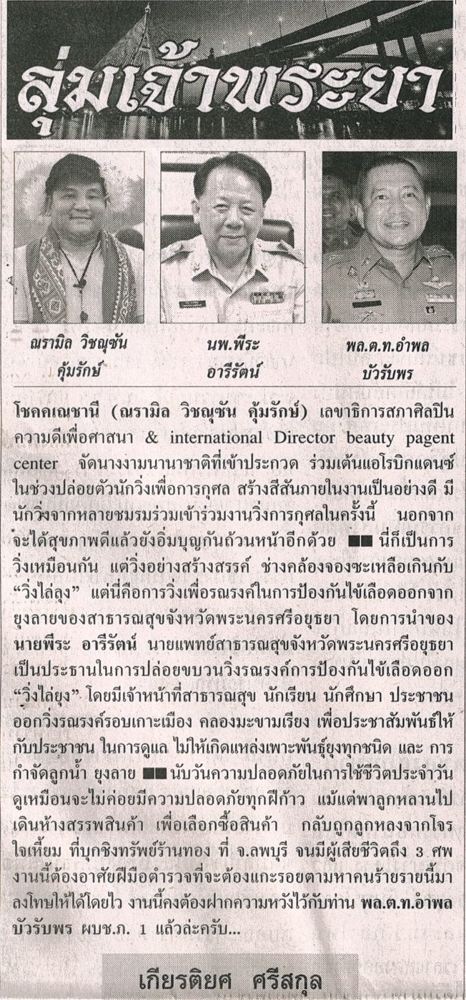 ลุ่มเจ้าพระยา
ณรามิล วิชณุซัน
คุ้มรักษ์
นพ.พีระ
อารีรัตน์
พล.ต.ท.อำพล
บัวรับพร
โชคคเณชานี (ณรามิล วิชณุซัน คุ้มรักษ์) เลขาธิการสภาศิลปิน
ความดีเพื่อศาสนา & international Director beauty pagent
center จัดนางงามนานาชาติที่เข้าประกวด ร่วมเต้นแอโรบิกแดนซ์
ในช่วงปล่อยตัวนักวิ่งเพื่อการกุศล สร้างสีสันภายในงานเป็นอย่างดี มี
นักวิ่งจากหลายชมรมร่วมเข้าร่วมงานวิ่งการกุศลในครั้งนี้ นอกจาก
จะได้สุขภาพดีแล้วยังอิ่มบุญกันถ้วนหน้าอีกด้วย ■■ นี่ก็เป็นการ
วิ่งเหมือนกัน แต่วิ่งอย่างสร้างสรรค์ ช่างคล้องจองซะเหลือเกินกับ
“วิ่งไล่ลุง” แต่นี่คือการวิ่งเพื่อรณรงค์ในการป้องกันไข้เลือดออกจาก
ยุงลายของสาธารณสุขจังหวัดพระนครศรีอยุธยา โดยการนำของ
นายพีระ อารีรัตน์ นายแพทย์สาธารณสุขจังหวัดพระนครศรีอยุธยา
เป็นประธานในการปล่อยขบวนวิ่งรณรงค์การป้องกันไข้เลือดออก
“วิ่งไล่ยุง” โดยมีเจ้าหน้าที่สาธารณสุข นักเรียน นักศึกษา ประชาชน
ออกวิ่งรณรงค์รอบเกาะเมือง คลองมะขามเรียง เพื่อประชาสัมพันธ์ให้
กับประชาชน ในการดูแล ไม่ให้เกิดแหล่งเพาะพันธุ์ยุงทุกชนิด และ การ
กำจัดลูกน้ำ ยุงลาย ■■ นับวันความปลอดภัยในการใช้ชีวิตประจำวัน
ดูเหมือนจะไม่ค่อยมีความปลอดภัยทุกฝีก้าว แม้แต่พาลูกหลานไป
เดินห้างสรรพสินค้า เพื่อเลือกซื้อสินค้า กลับถูกลูกหลงจากโจร
ใจเหี้ยม ที่บุกชิงทรัพย์ร้านทอง ที่ จ.ลพบุรี จนมีผู้เสียชีวิตถึง 3 ศพ
งานนี้ต้องอาศัยฝีมือตำรวจที่จะต้องแกะรอยตามหาคนร้ายรายนี้มา
ลงโทษให้ได้โดยไว งานนี้คงต้องฝากความหวังไว้กับท่าน พล.ต.ท.อำพล
บัวรับพร ผบช.ภ. 1 แล้วล่ะครับ...
เกียรติยศ ศรีสกุล